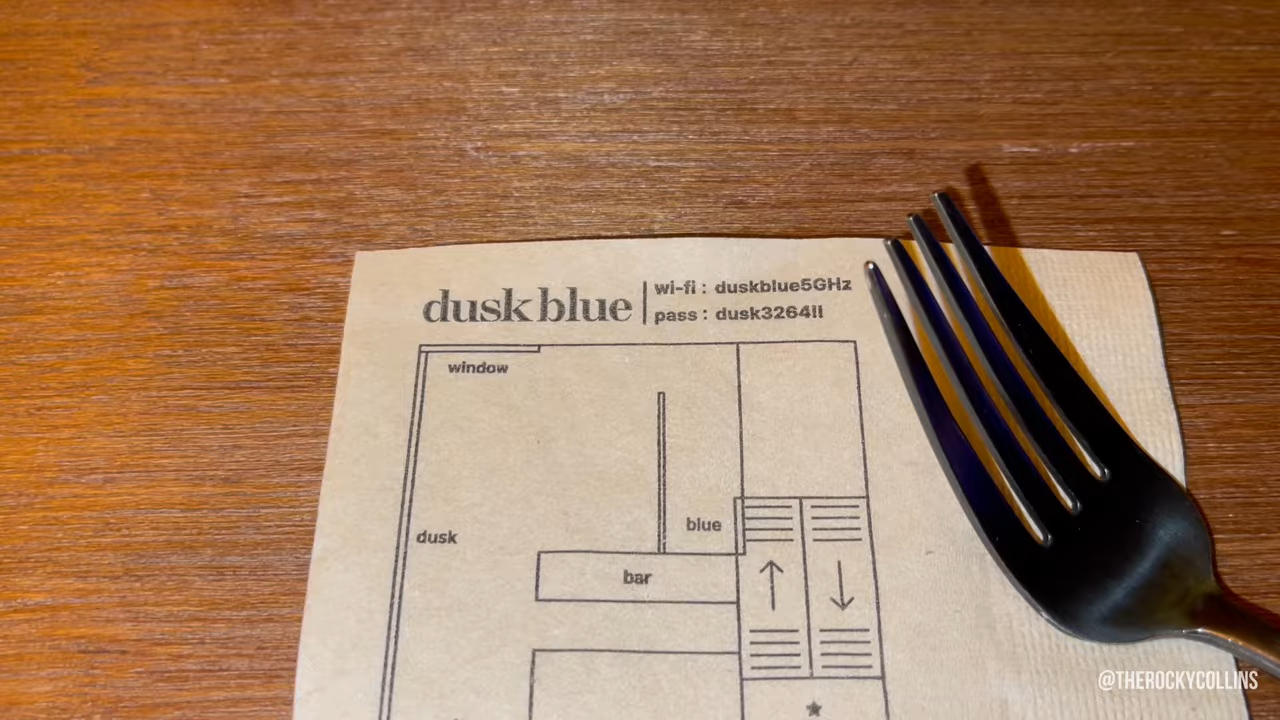 dusk blue
wi-fi : duskblue5GHz
pass : dusk3264!!
window
blue
dusk
bar
@THEROCKYCOLLINS